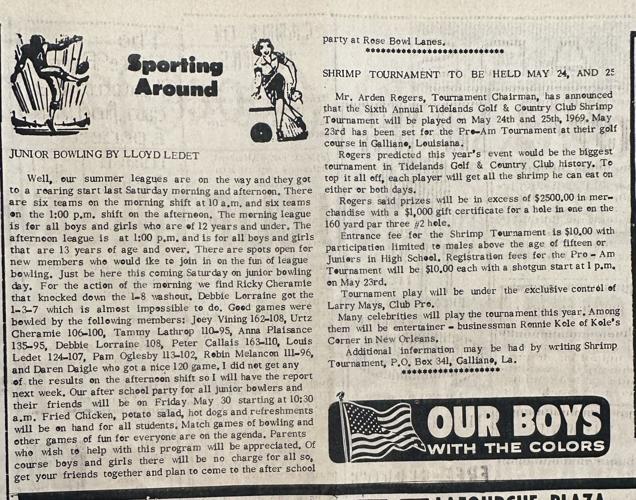 Sporting
Around
JUNIOR BOWLING BY LLOYD LEDET
Well, our summer leagues are on the way and they got
to a roaring start last Saturday morning and afternoon. There
are six teams on the morning shift at 10 a.m. and six teams
on the 1:00 p.m. shift on the afternoon. The morning league
is for all boys and girls who are of 12 years and under. The
afternoon league is at 1:00 p.m. and is for all boys and girls
that are 13 years of age and over. There are spots open for
new members who would like to join in on the fun of league
bowling. Just be here this coming Saturday on junior bowling
day. For the action of the morning we find Ricky Cheramie
that knocked down the 1-8 washout. Debbie Lorraine got the
1-3-7 which is almost impossible to do. Good games were
bowled by the following members: Joey Vining 162-108, Urtz
Cheramie 106-100, Tammy Lathrop 110-95, Anna Plaisance
135-95, Debbie Lorraine 108, Peter Callais 163-110, Louis
Ledet 124-107, Pam Oglesby 113-102, Robin Melancon 111-96,
and Daren Daigle who got a nice 120 game. I did not get any
of the results on the afternoon shift so I will have the report
next week. Our after school party for all junior bowlers and
their friends will be on Friday May 30 starting at 10:30
a.m. Fried Chicken, potato salad, hot dogs and refreshments
will be on hand for all students. Match games of bowling and
other games of fun for everyone are on the agenda. Parents
who wish to help with this program will be appreciated. Of
course boys and girls there will be no charge for all so,
get your friends together and plan to come to the after school
party at Rose Bowl Lanes.
SHRIMP TOURNAMENT TO BE HELD MAY 24, AND 25
Mr. Arden Rogers, Tournament Chairman, has announced
that the Sixth Annual Tidelands Golf & Country Club Shrimp
Tournament will be played on May 24th and 25th, 1969. May
23rd has been set for the Pro-Am Tournament at their golf
course in Galliano, Louisiana.
Rogers predicted this year's event would be the biggest
tournament in Tidelands Golf & Country Club history. To
top it all off, each player will get all the shrimp he can eat on
either or both days.
Rogers said prizes will be in excess of $2500.00 in mer-
chandise with a $1,000 gift certificate for a hole in one on the
160 yard par three #2 hole.
Entrance fee for the Shrimp Tournament is $10.00 with
participation limited to males above the age of fifteen or
Juniors in High School. Registration fees for the Pro - Am
Tournament will be $10.00 each with a shotgun start at 1 p.m.
on May 23rd.
Tournament play will be under the exclusive control of
Larry Mays, Club Pro.
Many celebrities will play the tournament this year. Among
them will be entertainer - businessman Ronnie Kole of Kole's
Corner in New Orleans.
Additional information may be had by writing Shrimp
Tournament, P.O. Box 341, Galliano, La.
OUR BOYS
WITH THE COLORS
LAFOURCHE PLAZA